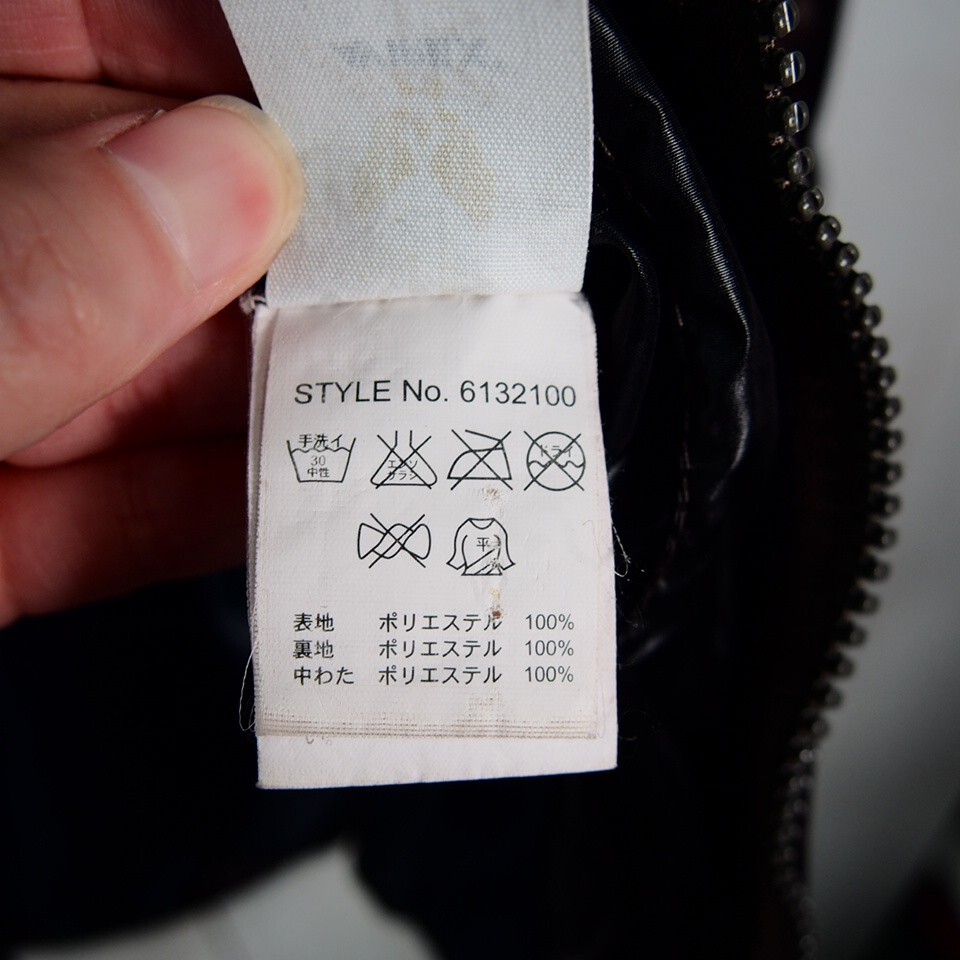 STYLE No. 6132100
手洗イ
30
中性
エンソ
サラシ
ドライ
平
表地 ポリエステル 100%
裏地 ポリエステル 100%
中わた ポリエステル 100%